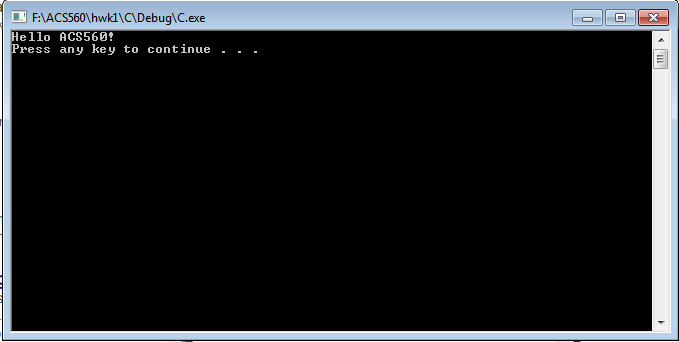 F:\ACS560\hwk1\C\Debug\C.exe
Hello ACS560!
Press any key to continue . . .